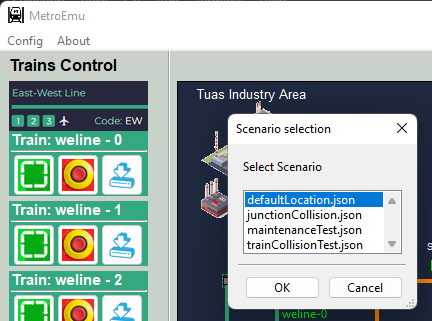 MetroEmu
Config About
Trains Control
East-West Line
1 2 3 Code: EW
Train: weline - 0
Train: weline - 1
Train: weline - 2
Tuas Industry Area
Scenario selection
Select Scenario
defaultLocation.json
junctionCollision.json
maintenanceTest.json
trainCollisionTest.json
OK Cancel
weline-0
s